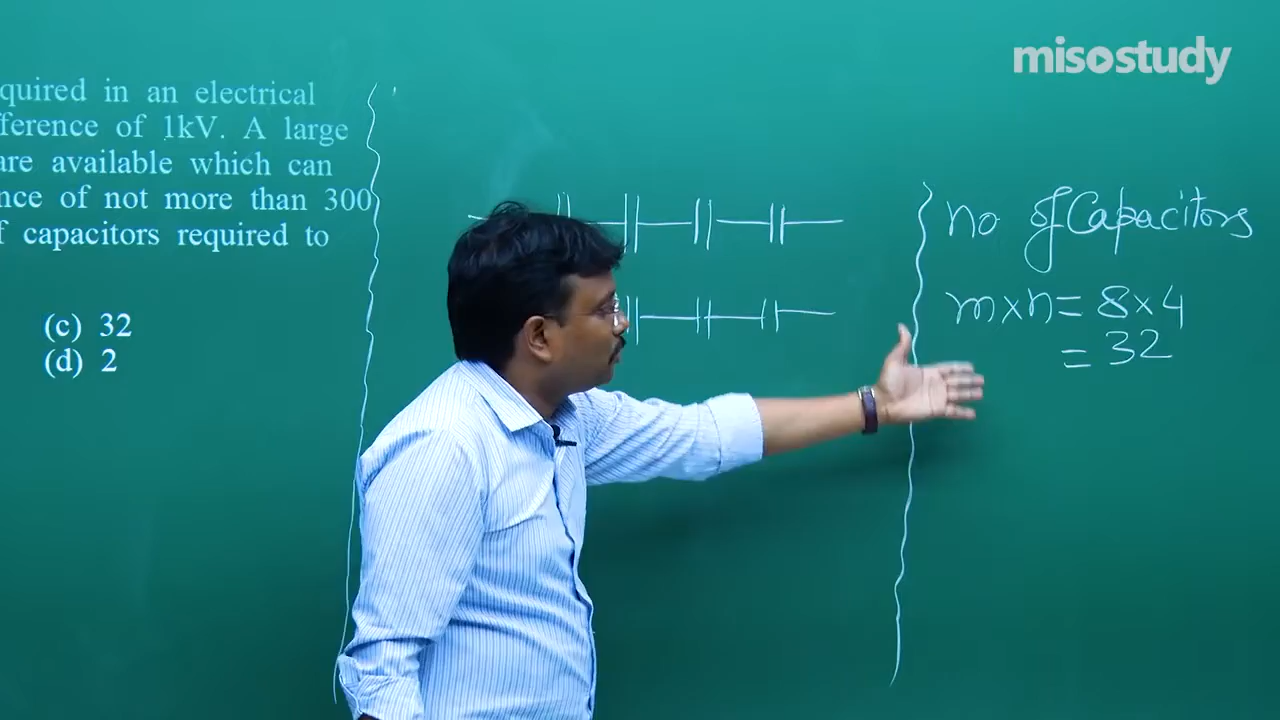 misostudy
quired in an electrical
ference of 1kV. A large
are available which can
nce of not more than 300
f capacitors required to
(c) 32
(d) 2
no of Capacitors
m×n = 8×4
= 32